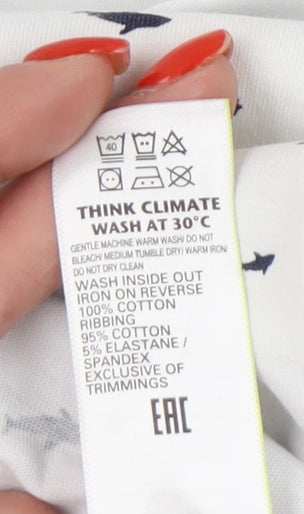 40
THINK CLIMATE
WASH AT 30°C
GENTLE MACHINE WARM WASH/ DO NOT
BLEACH/ MEDIUM TUMBLE DRY/ WARM IRON/
DO NOT DRY CLEAN
WASH INSIDE OUT
IRON ON REVERSE
100% COTTON
RIBBING
95% COTTON
5% ELASTANE /
SPANDEX
EXCLUSIVE OF
TRIMMINGS
EAC